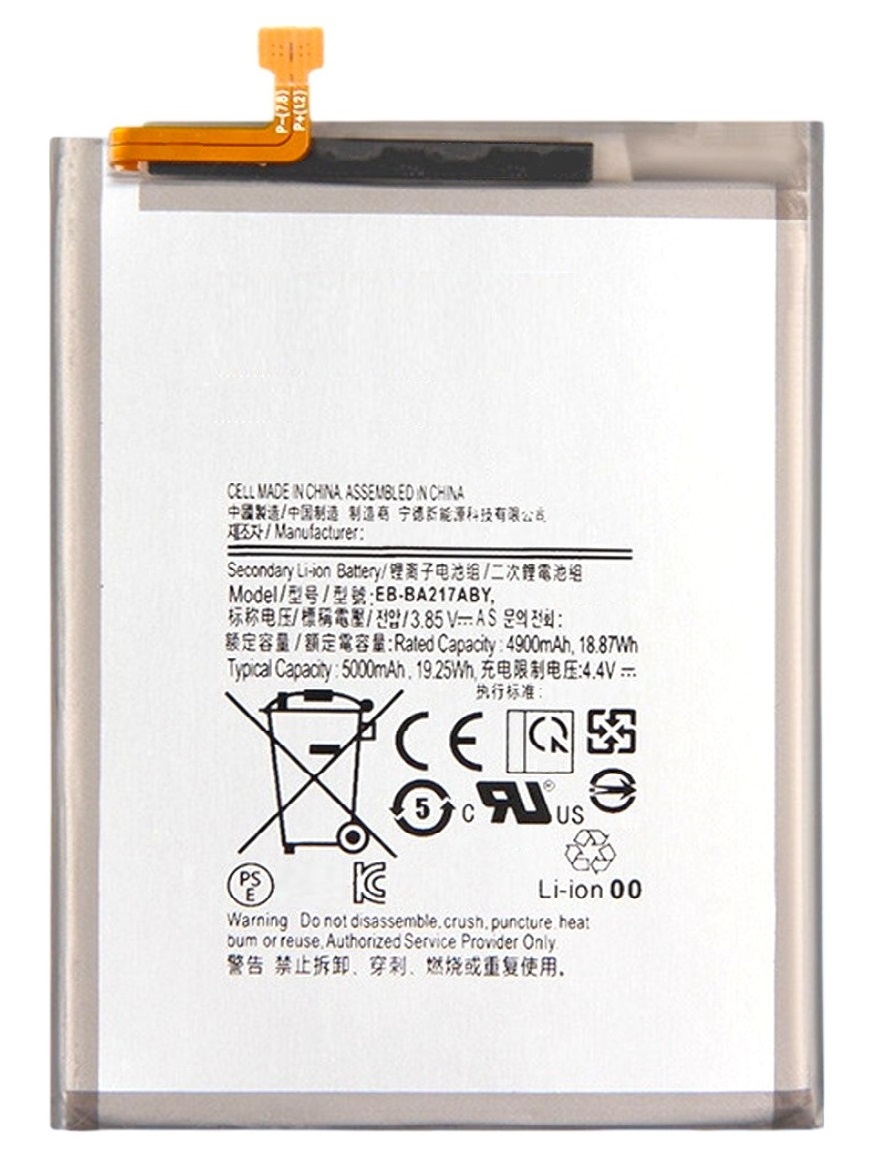 P-(7,8)
P+(1,2)
CELL MADE IN CHINA. ASSEMBLED IN CHINA
中國製造/中国制造 制造商 宁德新能源科技有限公司
제조자/ Manufacturer:
Secondary Li-ion Battery/锂离子电池组/二次鋰電池組
Model/型号/型號:EB-BA217ABY,
标称电压/標稱電壓/전압/3.85V⎓AS 문의전화:
额定容量/額定電容量:Rated Capacity: 4900mAh, 18.87Wh
Typical Capacity: 5000mAh, 19.25Wh,充电限制电压:4.4V⎓
执行标准:
CE
5
C RU ® US
PS
E
KC
Li-ion 00
Warning Do not disassemble, crush, puncture, heat
burn or reuse, Authorized Service Provider Only.
警告 禁止拆卸、穿刺、燃烧或重复使用。